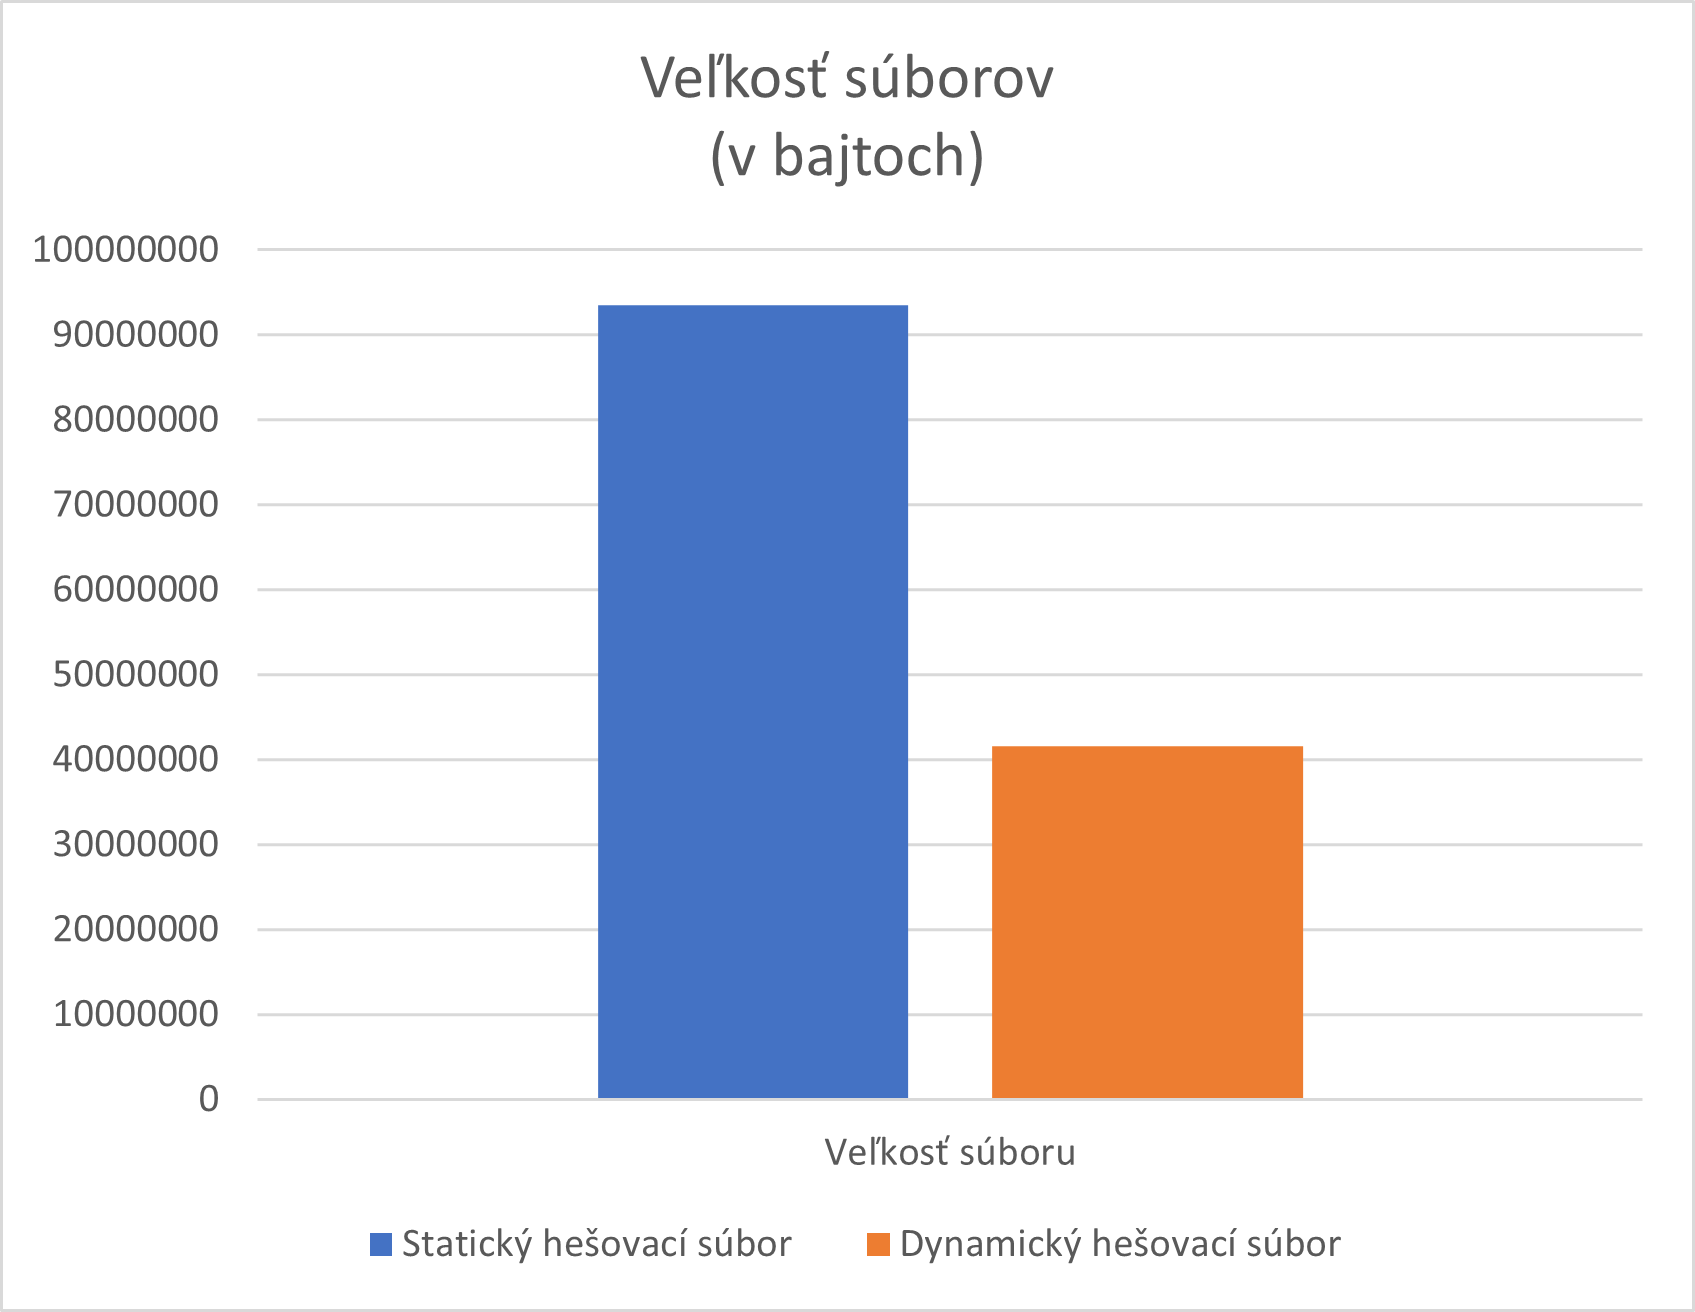 Veľkosť súborov
(v bajtoch)
100000000
90000000
80000000
70000000
60000000
50000000
40000000
30000000
20000000
10000000
0
Veľkosť súboru
Statický hešovací súbor
Dynamický hešovací súbor